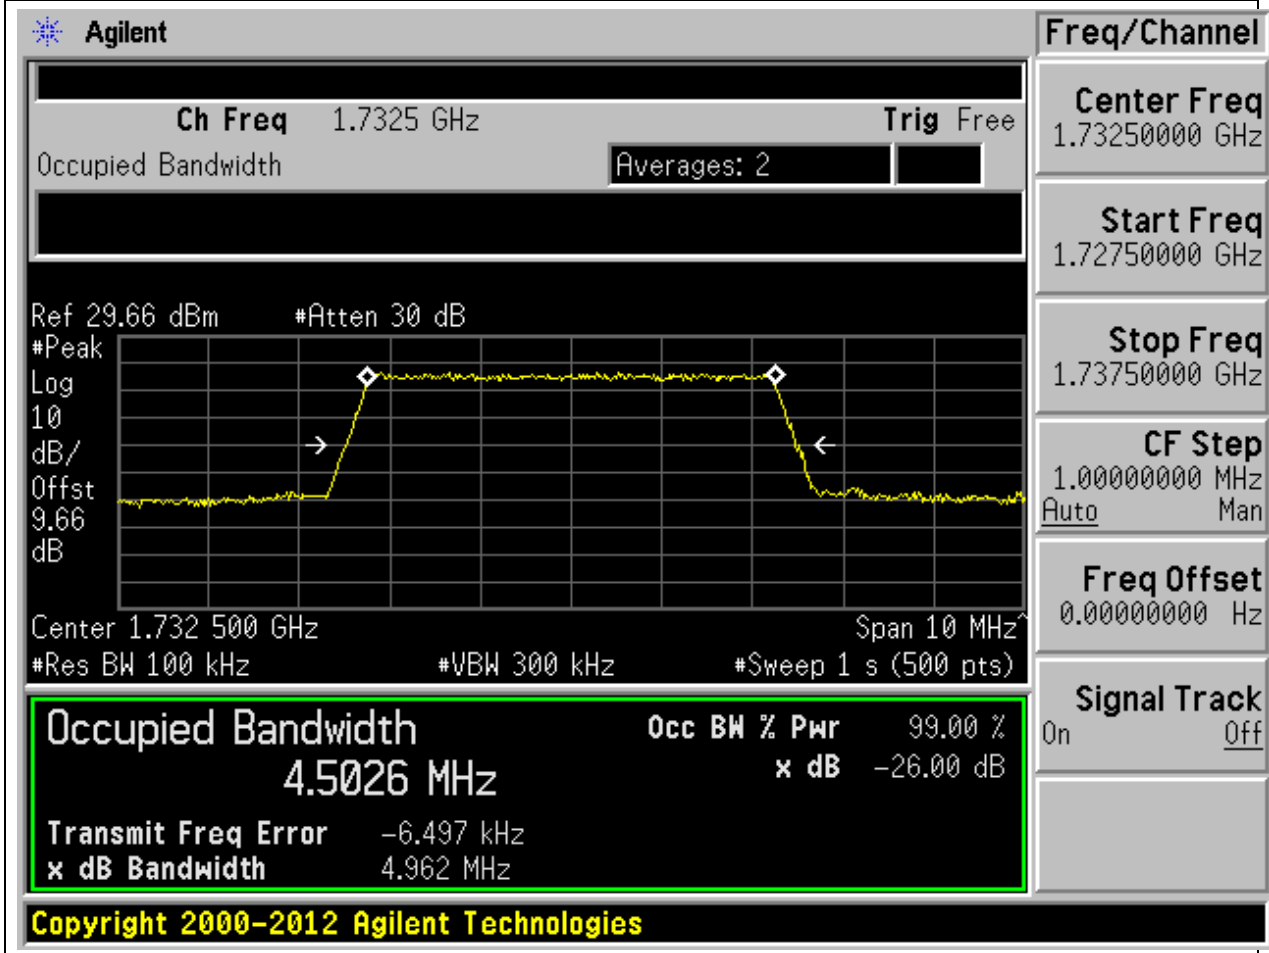 Agilent
Freq/Channel
Ch Freq 1.7325 GHz Trig Free
Occupied Bandwidth Averages: 2
Center Freq
1.73250000 GHz
Start Freq
1.72750000 GHz
Stop Freq
1.73750000 GHz
CF Step
1.00000000 MHz
Auto Man
Freq Offset
0.00000000 Hz
Signal Track
On Off
Ref 29.66 dBm #Atten 30 dB
#Peak
Log
10
dB/
Offst
9.66
dB
Center 1.732 500 GHz Span 10 MHz^
#Res BW 100 kHz #VBW 300 kHz #Sweep 1 s (500 pts)
Occupied Bandwidth
4.5026 MHz
Occ BW % Pwr 99.00 %
x dB -26.00 dB
Transmit Freq Error -6.497 kHz
x dB Bandwidth 4.962 MHz
Copyright 2000-2012 Agilent Technologies